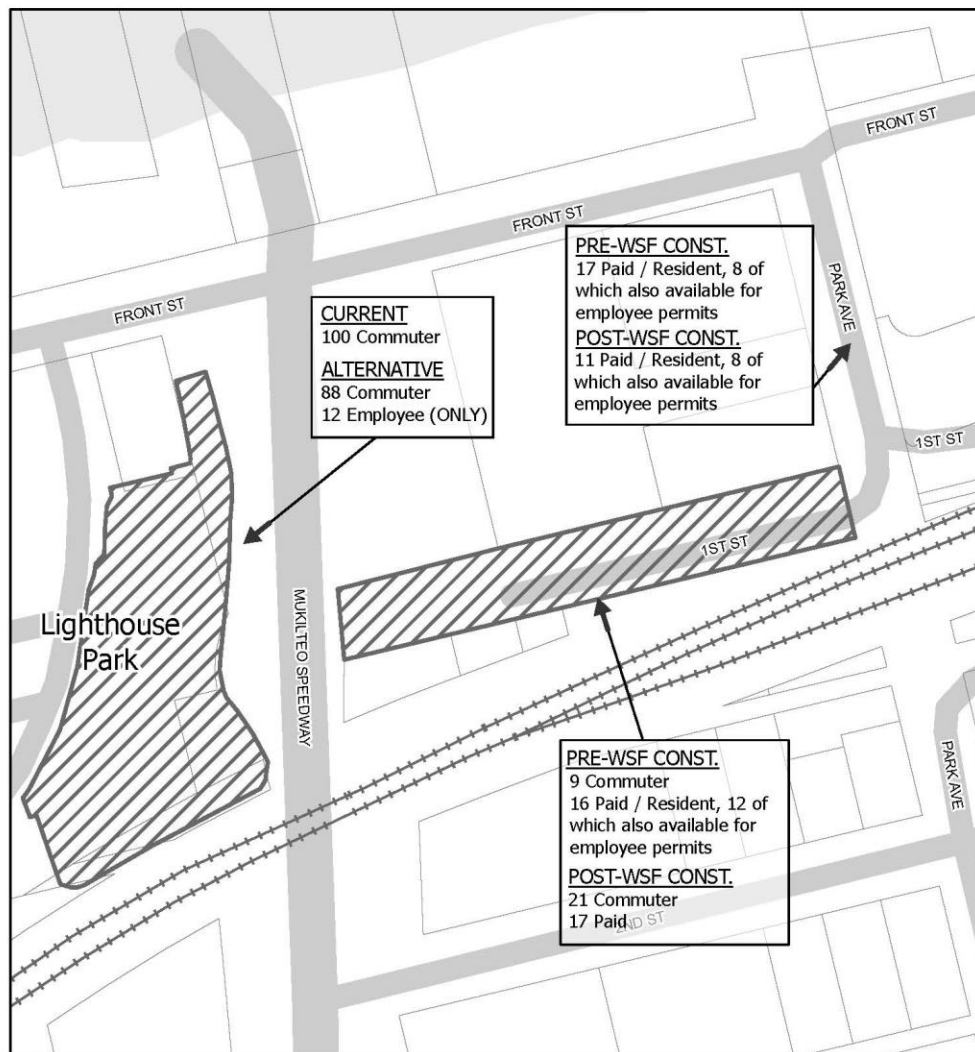 FRONT ST
FRONT ST
FRONT ST
PARK AVE
1ST ST
PRE-WSF CONST.
17 Paid / Resident, 8 of
which also available for
employee permits
POST-WSF CONST.
11 Paid / Resident, 8 of
which also available for
employee permits
CURRENT
100 Commuter
ALTERNATIVE
88 Commuter
12 Employee (ONLY)
1ST ST
Lighthouse
Park
MUKILTEO SPEEDWAY
PRE-WSF CONST.
9 Commuter
16 Paid / Resident, 12 of
which also available for
employee permits
POST-WSF CONST.
21 Commuter
17 Paid
2ND ST
PARK AVE